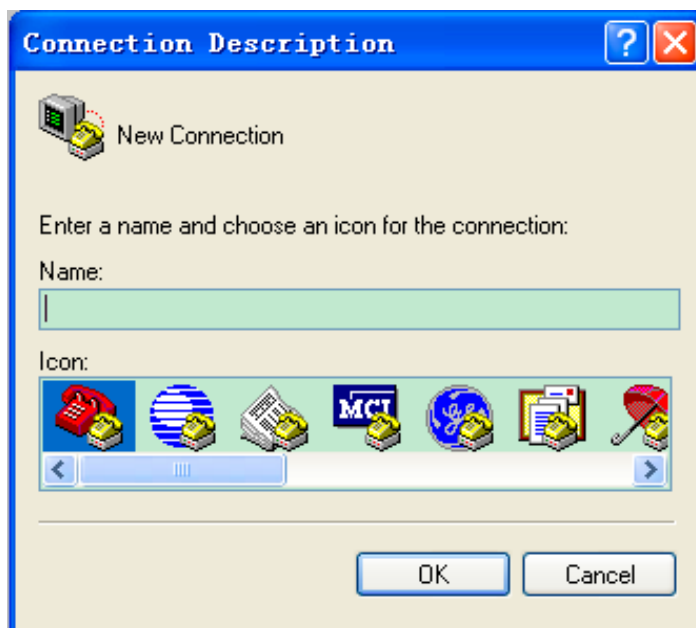 Connection Description
New Connection
Enter a name and choose an icon for the connection:
Name:
Icon:
MCI
OK
Cancel